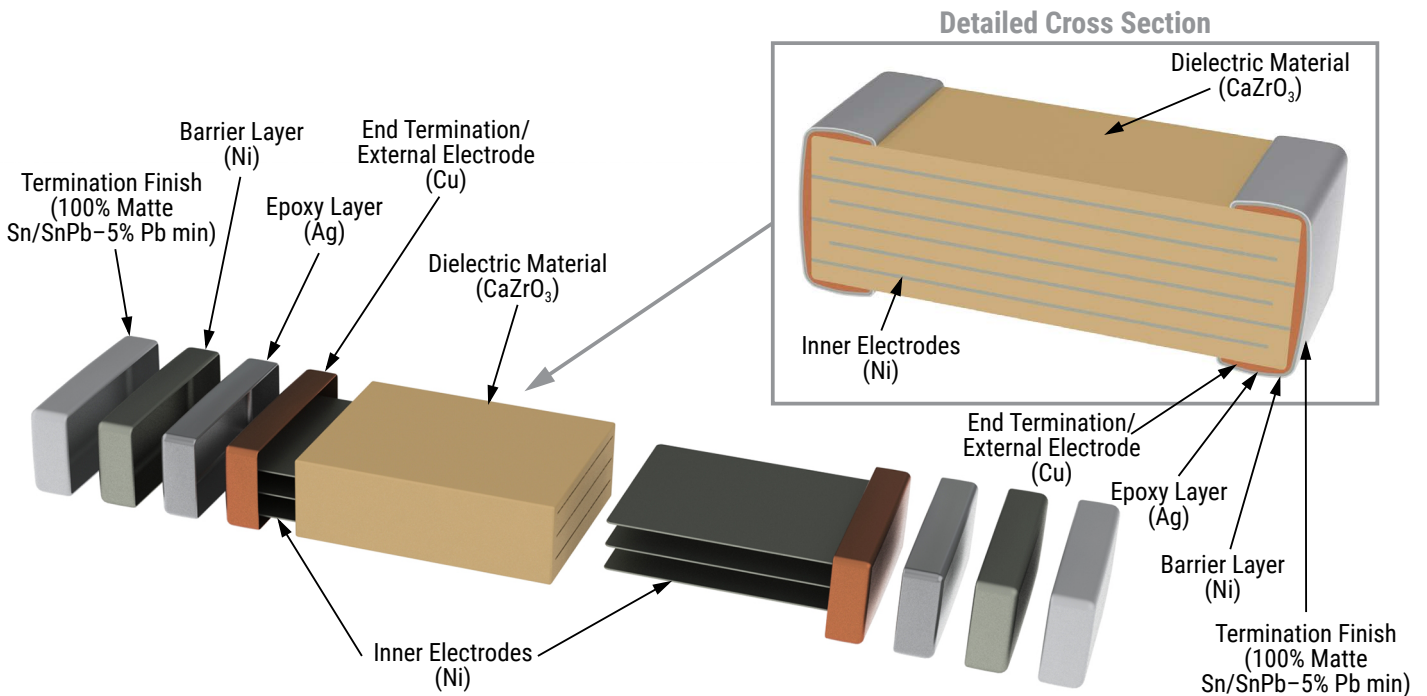 Detailed Cross Section
Dielectric Material
(CaZrO₃)
Barrier Layer
(Ni)
End Termination/
External Electrode
(Cu)
Termination Finish
(100% Matte
Sn/SnPb–5% Pb min)
Epoxy Layer
(Ag)
Dielectric Material
(CaZrO₃)
Inner Electrodes
(Ni)
End Termination/
External Electrode
(Cu)
Epoxy Layer
(Ag)
Barrier Layer
(Ni)
Termination Finish
(100% Matte
Sn/SnPb–5% Pb min)
Inner Electrodes
(Ni)